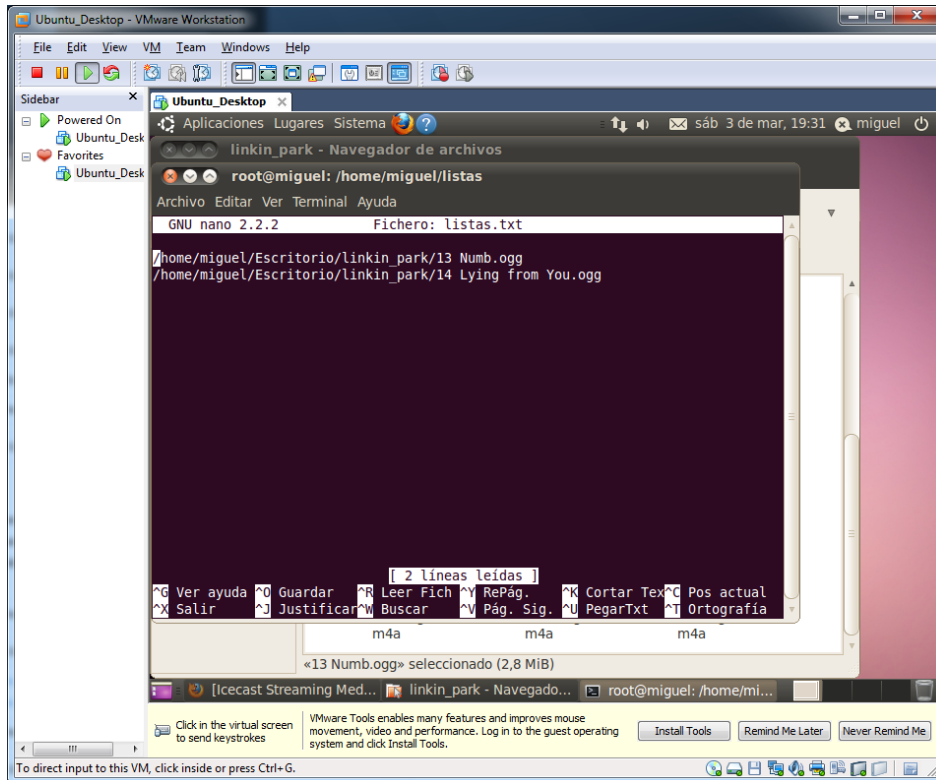 Ubuntu_Desktop - VMware Workstation
File Edit View VM Team Windows Help
Sidebar ×
Powered On
Ubuntu_Desk
Favorites
Ubuntu_Desk
Ubuntu_Desktop ×
Aplicaciones Lugares Sistema ? sáb 3 de mar, 19:31 miguel
linkin_park - Navegador de archivos
root@miguel: /home/miguel/listas
Archivo Editar Ver Terminal Ayuda
GNU nano 2.2.2 Fichero: listas.txt
/home/miguel/Escritorio/linkin_park/13 Numb.ogg
/home/miguel/Escritorio/linkin_park/14 Lying from You.ogg
[ 2 líneas leídas ]
^G Ver ayuda ^O Guardar ^R Leer Fich ^Y RePág. ^K Cortar Tex^C Pos actual
^X Salir ^J Justificar^W Buscar ^V Pág. Sig. ^U PegarTxt ^T Ortografía
m4a m4a m4a
«13 Numb.ogg» seleccionado (2,8 MiB)
[Icecast Streaming Med... linkin_park - Navegado... root@miguel: /home/mi...
Click in the virtual screen
to send keystrokes
VMware Tools enables many features and improves mouse
movement, video and performance. Log in to the guest operating
system and click Install Tools.
Install Tools Remind Me Later Never Remind Me
To direct input to this VM, click inside or press Ctrl+G.